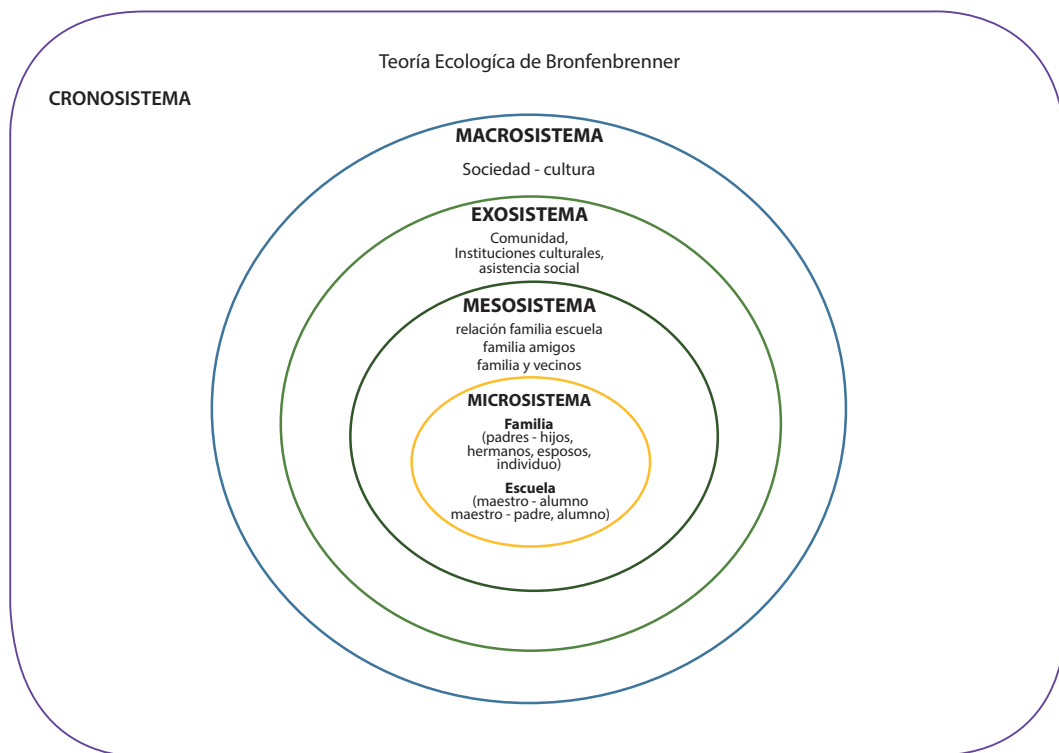 Teoría Ecologíca de Bronfenbrenner
CRONOSISTEMA
MACROSISTEMA
Sociedad - cultura
EXOSISTEMA
Comunidad,
Instituciones culturales,
asistencia social
MESOSISTEMA
relación familia escuela
familia amigos
familia y vecinos
MICROSISTEMA
Familia
(padres - hijos,
hermanos, esposos,
individuo)
Escuela
(maestro - alumno
maestro - padre, alumno)